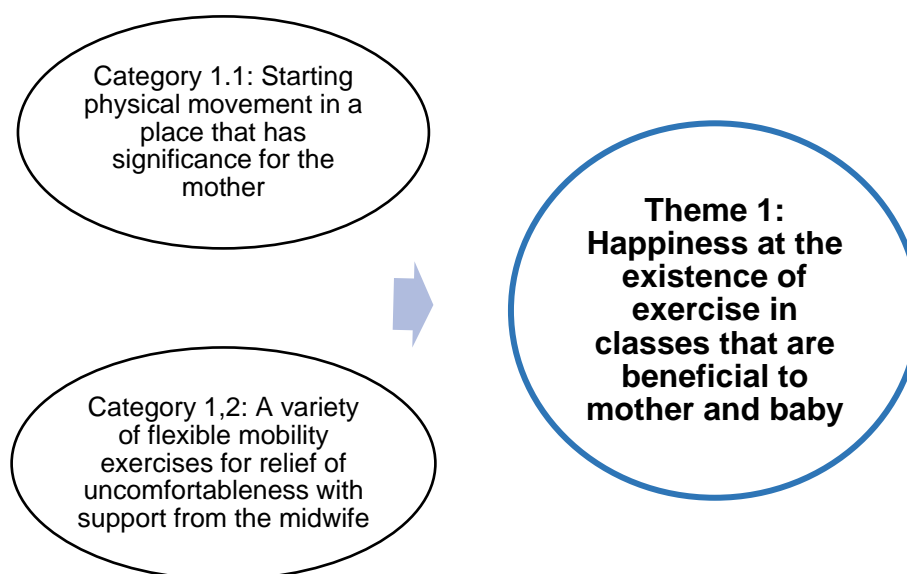 Category 1.1: Starting
physical movement in a
place that has
significance for the
mother
Category 1,2: A variety
of flexible mobility
exercises for relief of
uncomfortableness with
support from the midwife
Theme 1:
Happiness at the
existence of
exercise in
classes that are
beneficial to
mother and baby